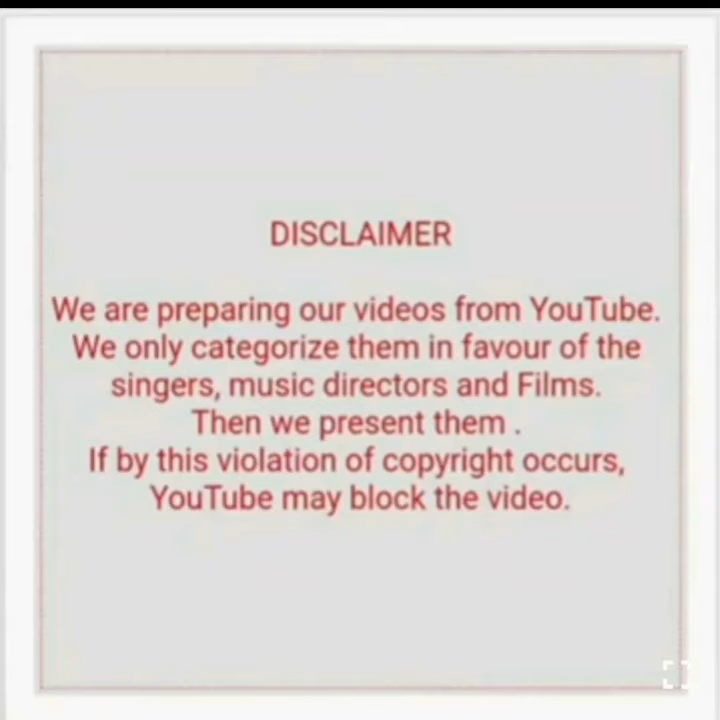 DISCLAIMER
We are preparing our videos from YouTube.
We only categorize them in favour of the
singers, music directors and Films.
Then we present them .
If by this violation of copyright occurs,
YouTube may block the video.